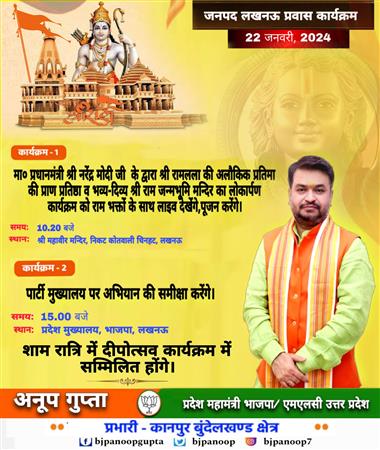 जनपद लखनऊ प्रवास कार्यक्रम
22 जनवरी, 2024
जय श्री राम
कार्यक्रम - 1
मा० प्रधानमंत्री श्री नरेंद्र मोदी जी के द्वारा श्री रामलला की अलौकिक प्रतिमा
की प्राण प्रतिष्ठा व भव्य-दिव्य श्री राम जन्मभूमि मन्दिर का लोकार्पण
कार्यक्रम को राम भक्तों के साथ लाइव देखेंगे,पूजन करेंगे।
समय: 10.20 बजे
स्थान: श्री महावीर मन्दिर, निकट कोतवाली चिनहट, लखनऊ
कार्यक्रम - 2
पार्टी मुख्यालय पर अभियान की समीक्षा करेंगे।
समय: 15.00 बजे
स्थान: प्रदेश मुख्यालय, भाजपा, लखनऊ
शाम रात्रि में दीपोत्सव कार्यक्रम में
सम्मिलित होंगे।
अनूप गुप्ता
प्रदेश महामंत्री भाजपा/ एमएलसी उत्तर प्रदेश
प्रभारी - कानपुर बुंदेलखण्ड क्षेत्र
bjpanoopgupta bjpanoop bjpanoop7